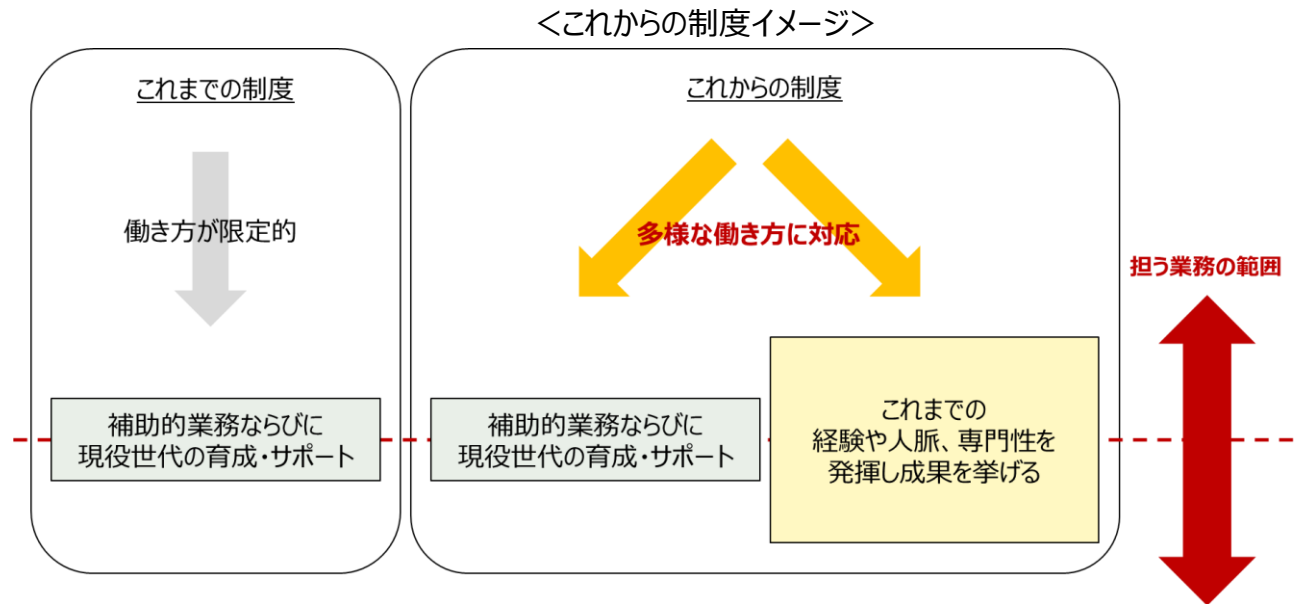 ＜これからの制度イメージ＞
これまでの制度
働き方が限定的
補助的業務ならびに
現役世代の育成・サポート
これからの制度
多様な働き方に対応
補助的業務ならびに
現役世代の育成・サポート
これまでの
経験や人脈、専門性を
発揮し成果を挙げる
担う業務の範囲